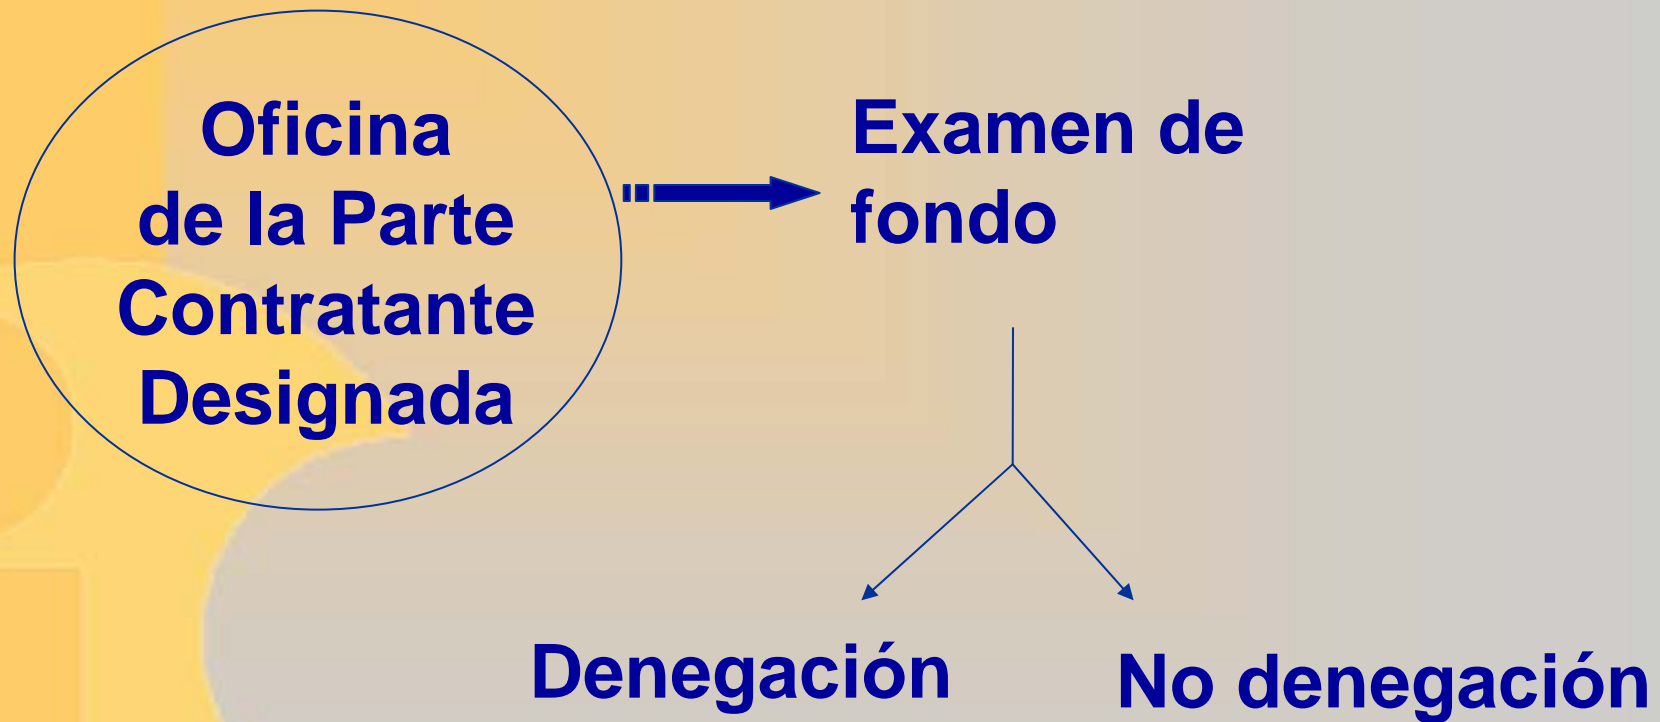 Oficina
de la Parte
Contratante
Designada
Examen de
fondo
Denegación
No denegación